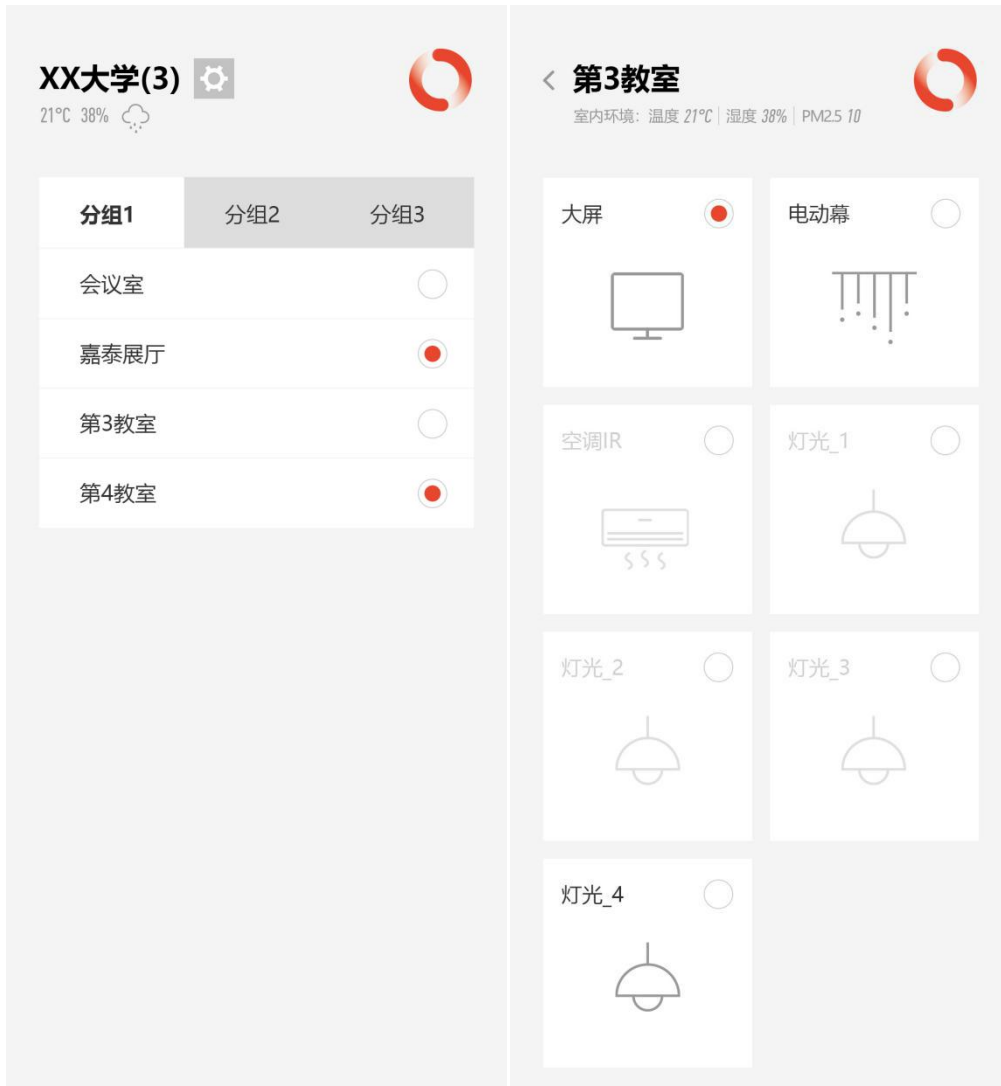 XX大学(3)
21°C 38%
分组1 分组2 分组3
会议室
嘉泰展厅
第3教室
第4教室
第3教室
室内环境：温度 21°C 湿度 38% PM2.5 10
大屏 电动幕
空调IR 灯光_1
灯光_2 灯光_3
灯光_4